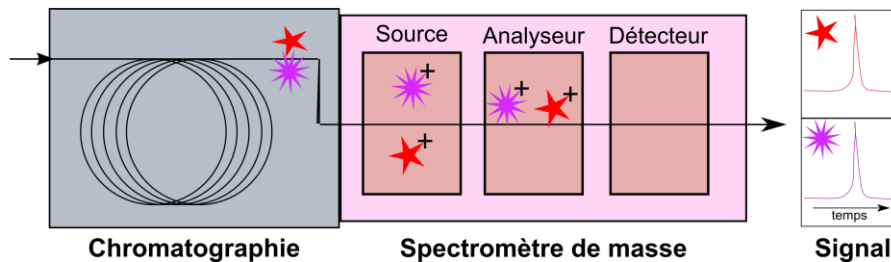 Source Analyseur Détecteur
+ + +
+
temps
Chromatographie Spectromètre de masse Signal